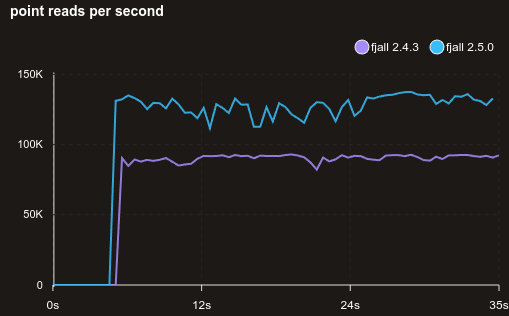 point reads per second
fjall 2.4.3 fjall 2.5.0
150K
100K
50K
0
0s 12s 24s 35s